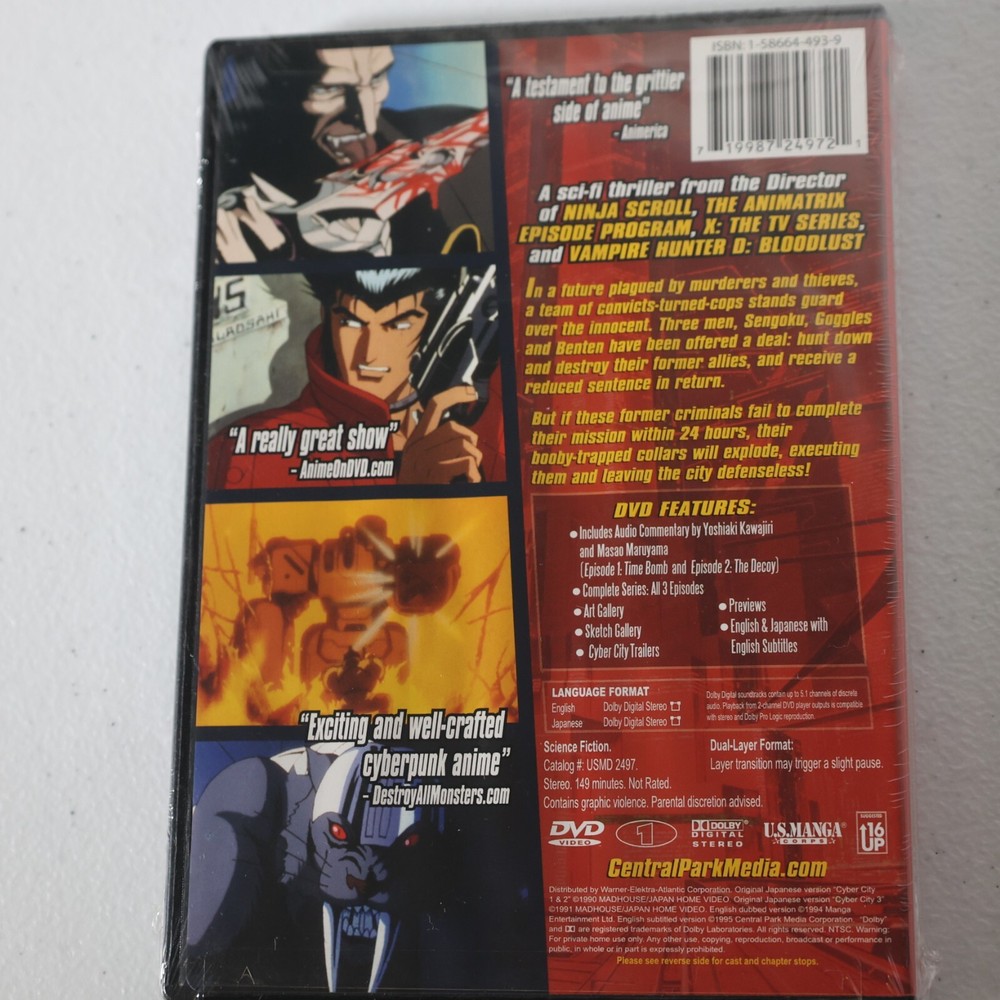 ISBN: 1-58664-493-9
7 19987 24972 1
"A testament to the grittier
side of anime"
- Animerica
A sci-fi thriller from the Director
of NINJA SCROLL, THE ANIMATRIX
EPISODE PROGRAM, X: THE TV SERIES,
and VAMPIRE HUNTER D: BLOODLUST
In a future plagued by murderers and thieves,
a team of convicts-turned-cops stands guard
over the innocent. Three men, Sengoku, Goggles
and Benten have been offered a deal: hunt down
and destroy their former allies, and receive a
reduced sentence in return.
But if these former criminals fail to complete
their mission within 24 hours, their
booby-trapped collars will explode, executing
them and leaving the city defenseless!
"A really great show"
- AnimeOnDVD.com
"Exciting and well-crafted
cyberpunk anime"
- DestroyAllMonsters.com
DVD FEATURES:
• Includes Audio Commentary by Yoshiaki Kawajiri
and Masao Maruyama
(Episode 1: Time Bomb and Episode 2: The Decoy)
• Complete Series: All 3 Episodes
• Art Gallery
• Sketch Gallery
• Cyber City Trailers
• Previews
• English & Japanese with
English Subtitles
LANGUAGE FORMAT
English Dolby Digital Stereo
Japanese Dolby Digital Stereo
Dolby Digital soundtracks contain up to 5.1 channels of discrete
audio. Playback from 2-channel DVD player outputs is compatible
with stereo and Dolby Pro Logic reproduction.
Science Fiction.
Catalog #: USMD 2497.
Stereo. 149 minutes. Not Rated.
Contains graphic violence. Parental discretion advised.
Dual-Layer Format:
Layer transition may trigger a slight pause.
DVD
VIDEO
1
DOLBY
DIGITAL
STEREO
U.S.MANGA
CORPS
16
UP
CentralParkMedia.com
Distributed by Warner-Elektra-Atlantic Corporation. Original Japanese version "Cyber City
1 & 2" ©1990 MADHOUSE/JAPAN HOME VIDEO. Original Japanese version "Cyber City 3"
©1991 MADHOUSE/JAPAN HOME VIDEO. English dubbed version ©1994 Manga
Entertainment Ltd. English subtitled version ©1995 Central Park Media Corporation. "Dolby"
and are registered trademarks of Dolby Laboratories. All rights reserved. NTSC. Warning:
For private home use only. Any other use, copying, reproduction, broadcast or performance in
public, in whole or in part is expressly prohibited.
Please see reverse side for cast and chapter stops.